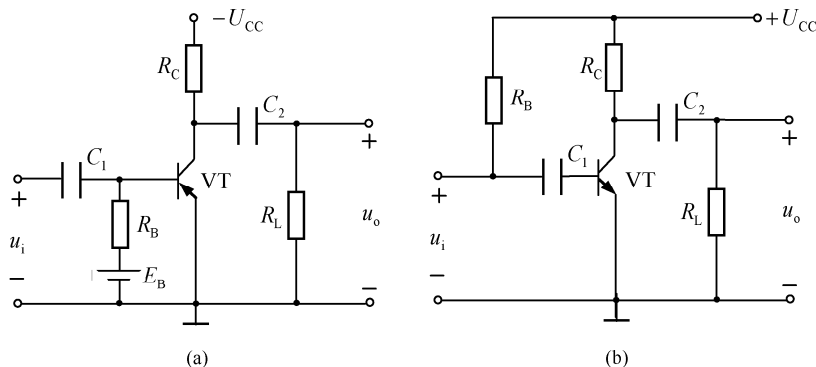 −U_CC
R_C
C_2
+
C_1
VT
+
R_B
R_L
u_o
u_i
−
E_B
−
(a)
+U_CC
R_C
R_B
C_2
+
C_1
VT
+
R_L
u_o
u_i
−
−
(b)